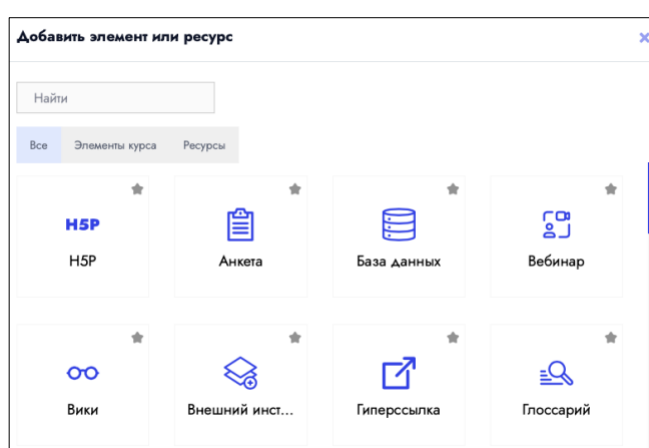 Добавить элемент или ресурс
Найти
Все Элементы курса Ресурсы
H5P
H5P Анкета База данных Вебинар
Вики Внешний инст... Гиперссылка Глоссарий